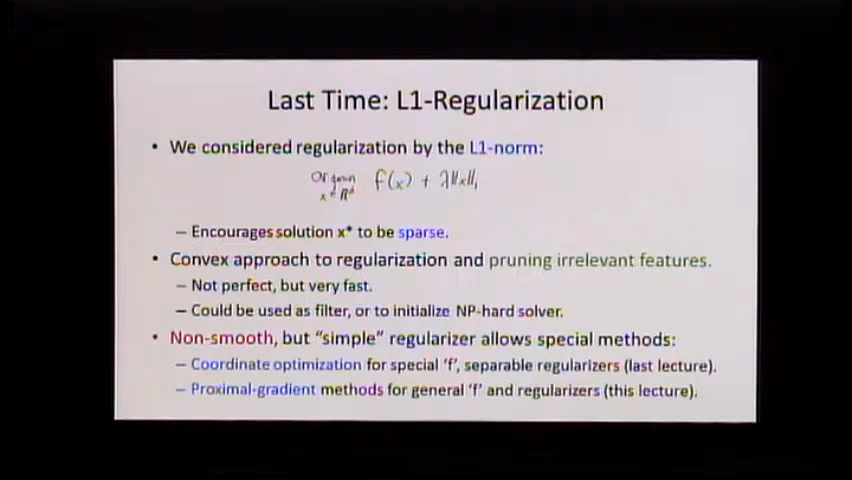 Last Time: L1-Regularization
• We considered regularization by the L1-norm:
argmin f(x) + λ||x||₁
x ∈ ℝᵈ
– Encourages solution x* to be sparse.
• Convex approach to regularization and pruning irrelevant features.
– Not perfect, but very fast.
– Could be used as filter, or to initialize NP-hard solver.
• Non-smooth, but "simple" regularizer allows special methods:
– Coordinate optimization for special 'f', separable regularizers (last lecture).
– Proximal-gradient methods for general 'f' and regularizers (this lecture).